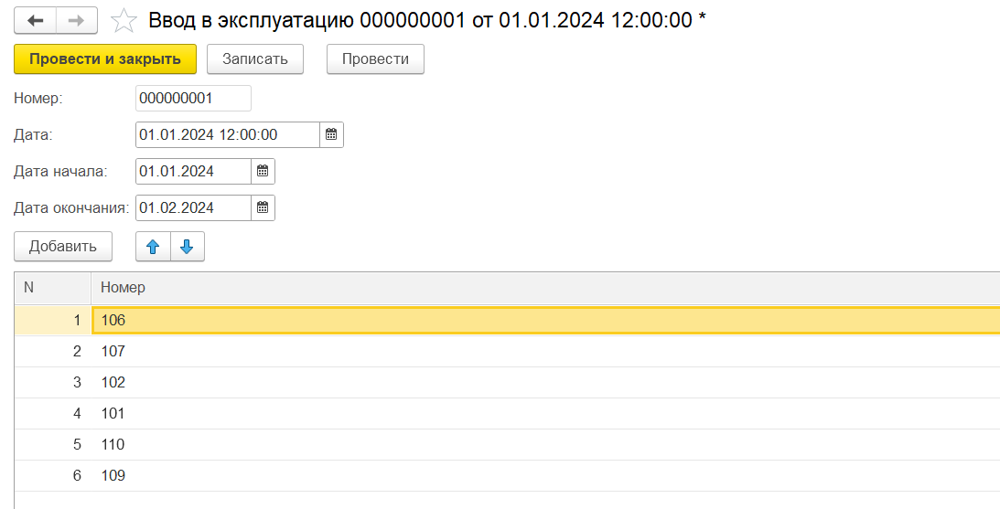 Ввод в эксплуатацию 000000001 от 01.01.2024 12:00:00 *
Провести и закрыть Записать Провести
Номер: 000000001
Дата: 01.01.2024 12:00:00
Дата начала: 01.01.2024
Дата окончания: 01.02.2024
Добавить
N Номер
1 106
2 107
3 102
4 101
5 110
6 109